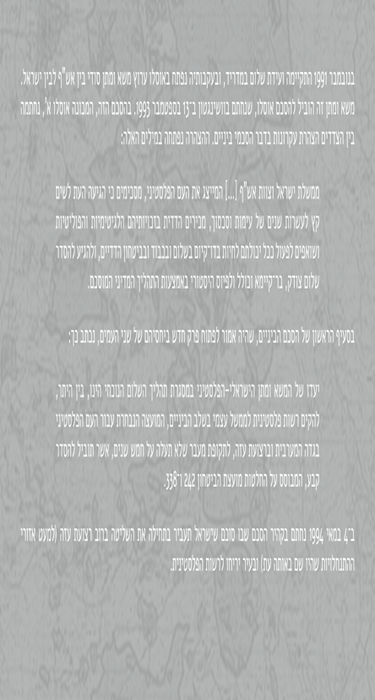 בנובמבר 1991 התקיימה ועידת שלום במדריד, ובעקבותיה נפתח באוסלו ערוץ משא ומתן סודי בין אש"ף לבין ישראל.
משא ומתן זה הוביל להסכם אוסלו, שנחתם בוושינגטון ב־13 בספטמבר 1993. בהסכם הזה, המכונה אוסלו א', נחתמה
בין הצדדים הצהרת עקרונות בדבר הסכמי ביניים. ההצהרה נפתחה במילים האלה:
ממשלת ישראל וצוות אש"ף [...] המייצג את העם הפלסטיני, מסכימים כי הגיעה העת לשים
קץ לעשרות שנים של עימות וסכסוך, מכירים הדדית בזכויותיהם הלגיטימיות והפוליטיות
ושואפים לפעול ככל יכולתם לחיות בדו־קיום בשלום ובכבוד ובביטחון הדדיים, ולהגיע להסדר
שלום צודק, בר־קיימא וכולל ולפיוס היסטורי באמצעות התהליך המדיני המוסכם.
בסעיף הראשון של הסכם הביניים, שהיה אמור לפתוח פרק חדש ביחסיהם של שני העמים, נכתב כך:
יעדו של המשא ומתן הישראלי–הפלסטיני במסגרת תהליך השלום הנוכחי הינו, בין היתר,
להקים רשות פלסטינית לממשל עצמי בשלב הביניים, המועצה הנבחרת עבור העם הפלסטיני
בגדה המערבית וברצועת עזה, לתקופת מעבר שלא תעלה על חמש שנים, אשר תוביל להסדר
קבע, המבוסס על החלטות מועצת הביטחון 242 ו־338.
ב־4 במאי 1994 נחתם בקהיר הסכם שבו סוכם שישראל תעביר בתחילה את השליטה ברוב רצועת עזה (למעט אזורי
ההתנחלויות שהיו שם באותה עת) ובעיר יריחו לרשות הפלסטינית.